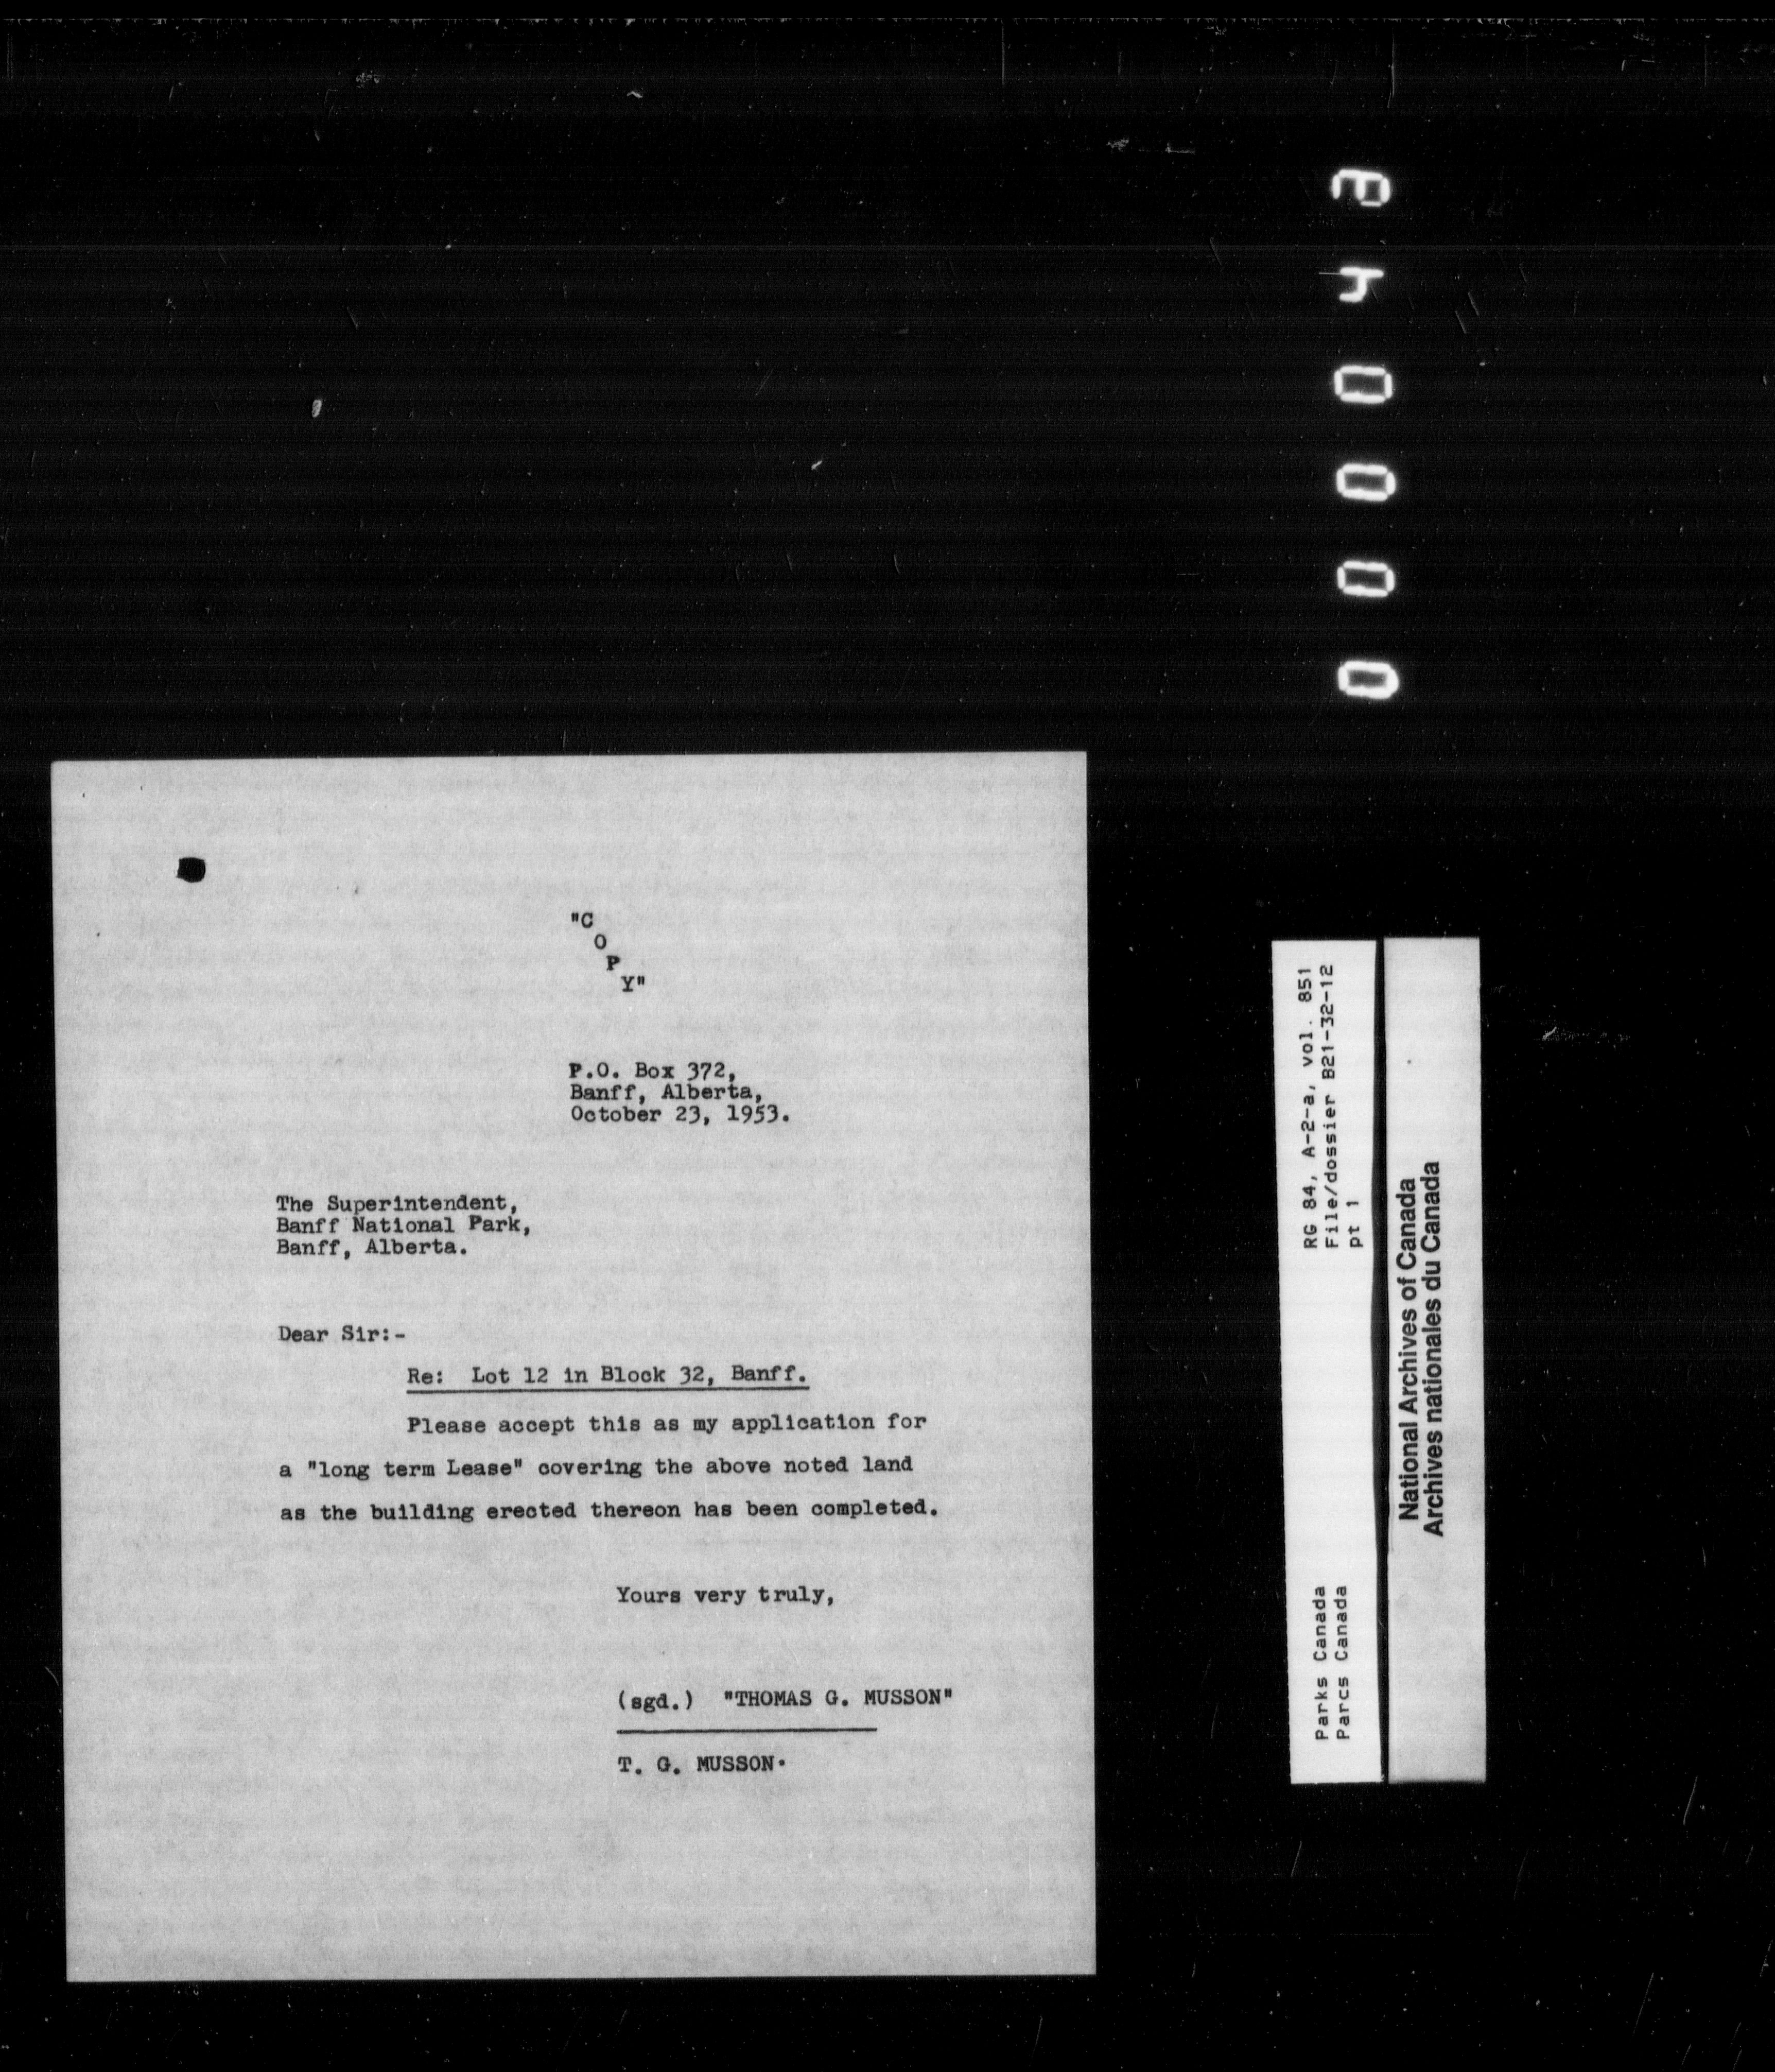 "C
O
P
Y"
P.O. Box 372,
Banff, Alberta,
October 23, 1953.
The Superintendent,
Banff National Park,
Banff, Alberta.
Dear Sir:-
Re: Lot 12 in Block 32, Banff.
Please accept this as my application for
a "long term Lease" covering the above noted land
as the building erected thereon has been completed.
Yours very truly,
(sgd.) "THOMAS G. MUSSON"
T. G. MUSSON.
Parks Canada
Parcs Canada
RG 84, A-2-a, vol. 851
File/dossier B21-32-12
pt 1
National Archives of Canada
Archives nationales du Canada